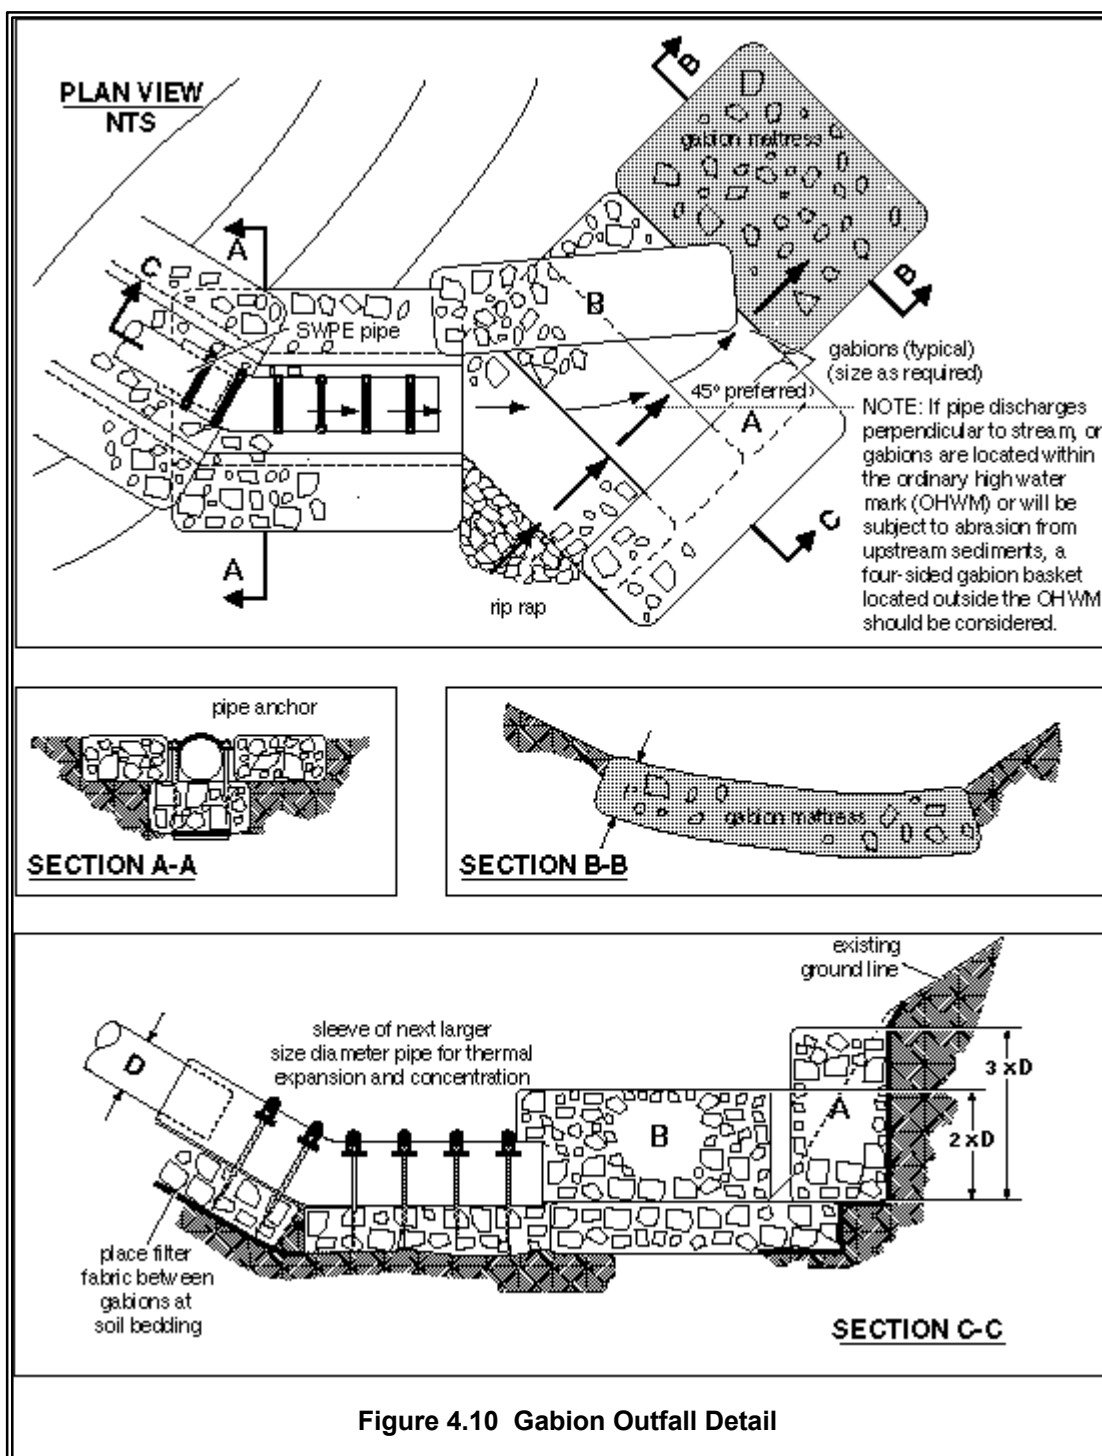 PLAN VIEW
NTS
B
D
gabion mattress
A
C
SWPE pipe
B
B
gabions (typical)
(size as required)
45° preferred
A
NOTE: If pipe discharges
perpendicular to stream, or
gabions are located within
the ordinary high water
mark (OHWM) or will be
subject to abrasion from
upstream sediments, a
four-sided gabion basket
located outside the OHWM
should be considered.
C
A
rip rap
pipe anchor
SECTION A-A
gabion mattress
SECTION B-B
existing
ground line
sleeve of next larger
size diameter pipe for thermal
expansion and concentration
D
3 x D
A
2 x D
B
place filter
fabric between
gabions at
soil bedding
SECTION C-C
Figure 4.10 Gabion Outfall Detail